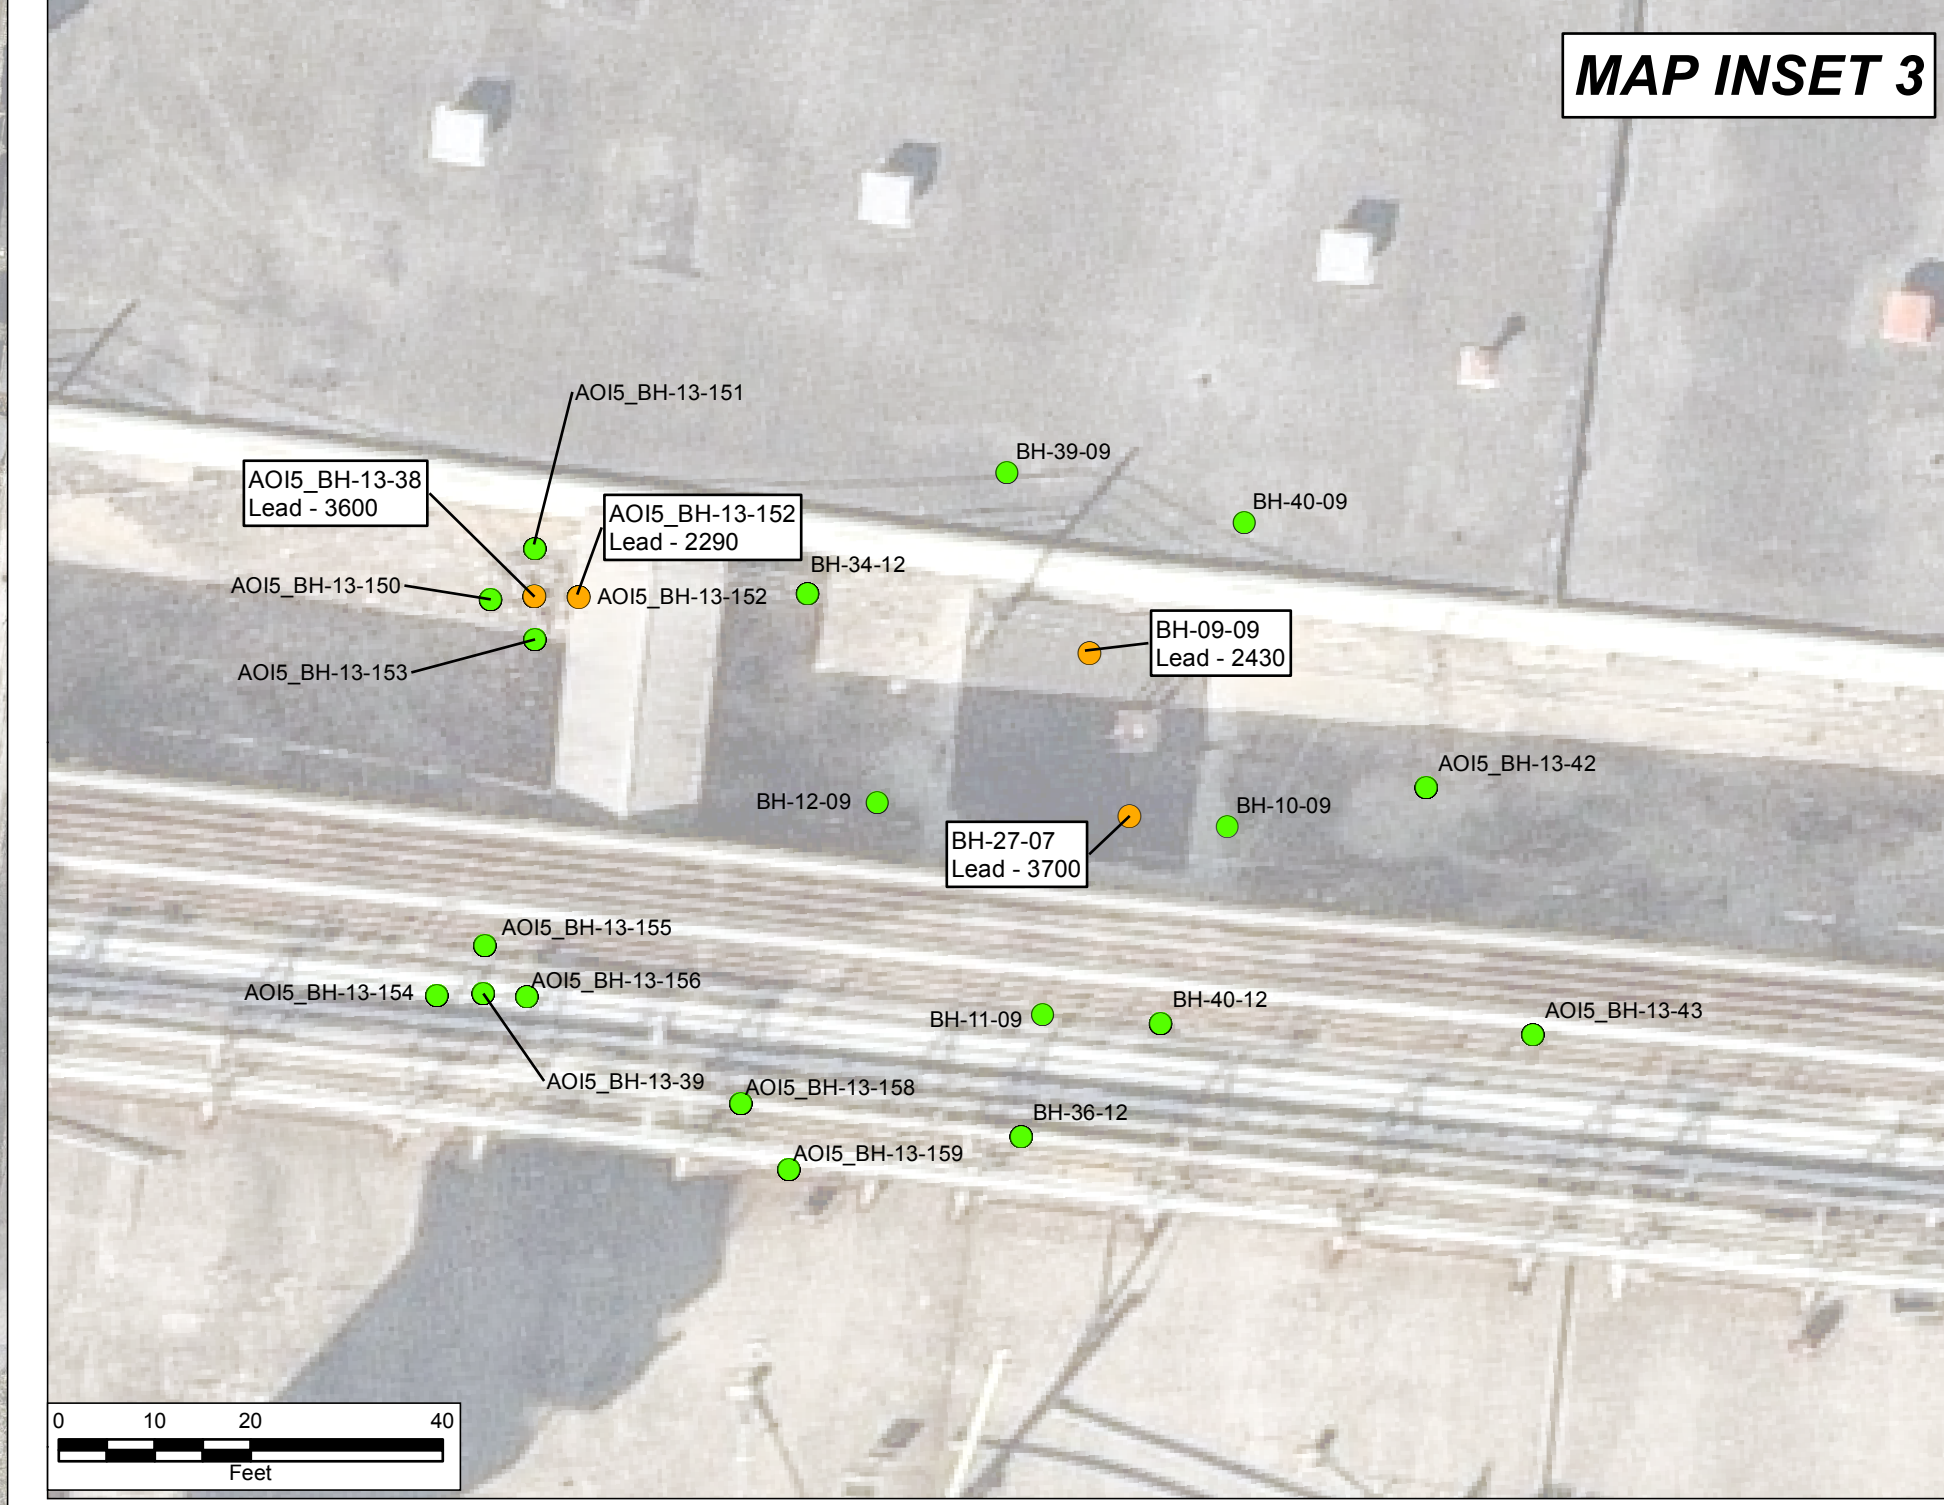 MAP INSET 3
AOI5_BH-13-151
BH-39-09
AOI5_BH-13-38
Lead - 3600
AOI5_BH-13-152
Lead - 2290
BH-40-09
BH-34-12
AOI5_BH-13-150
AOI5_BH-13-152
BH-09-09
Lead - 2430
AOI5_BH-13-153
AOI5_BH-13-42
BH-12-09
BH-10-09
BH-27-07
Lead - 3700
AOI5_BH-13-155
AOI5_BH-13-154
AOI5_BH-13-156
BH-11-09
BH-40-12
AOI5_BH-13-43
AOI5_BH-13-39
AOI5_BH-13-158
BH-36-12
AOI5_BH-13-159
0 10 20 40
Feet